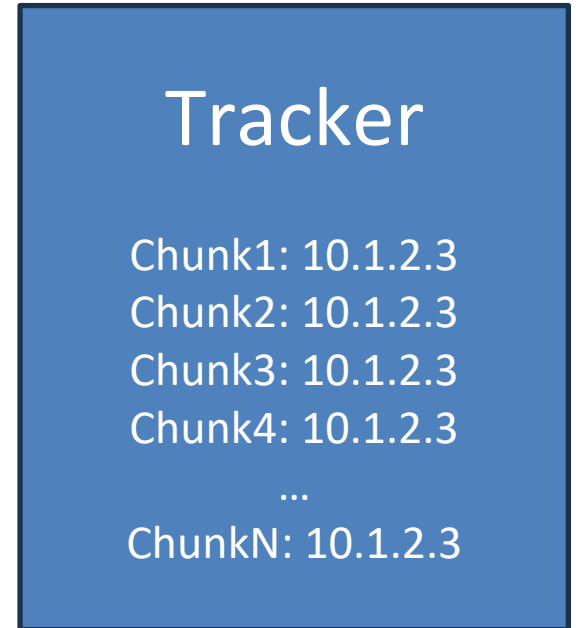 Tracker
Chunk1: 10.1.2.3
Chunk2: 10.1.2.3
Chunk3: 10.1.2.3
Chunk4: 10.1.2.3
…
ChunkN: 10.1.2.3